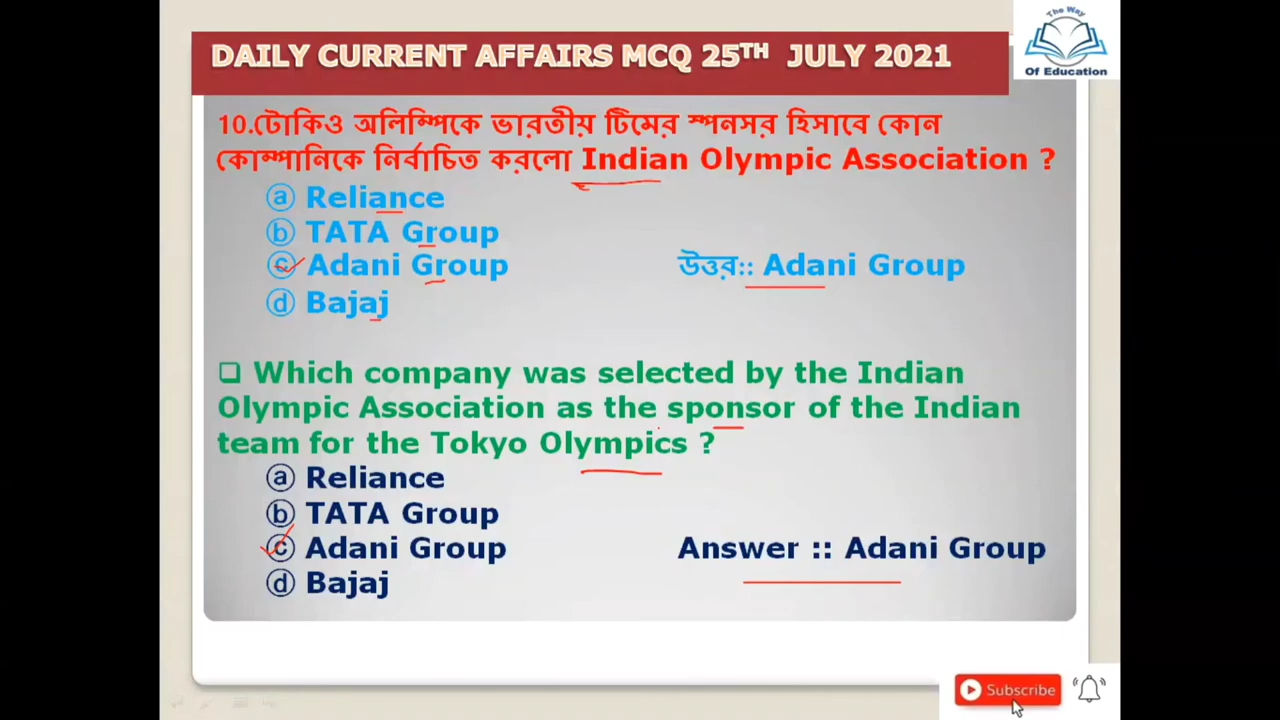 The Way
Of Education
DAILY CURRENT AFFAIRS MCQ 25TH JULY 2021
10.টোকিও অলিম্পিকে ভারতীয় টিমের স্পনসর হিসাবে কোন
কোম্পানিকে নির্বাচিত করলো Indian Olympic Association ?
ⓐ Reliance
ⓑ TATA Group
ⓒ Adani Group উত্তর:: Adani Group
ⓓ Bajaj
❑ Which company was selected by the Indian
Olympic Association as the sponsor of the Indian
team for the Tokyo Olympics ?
ⓐ Reliance
ⓑ TATA Group
ⓒ Adani Group Answer :: Adani Group
ⓓ Bajaj
Subscribe